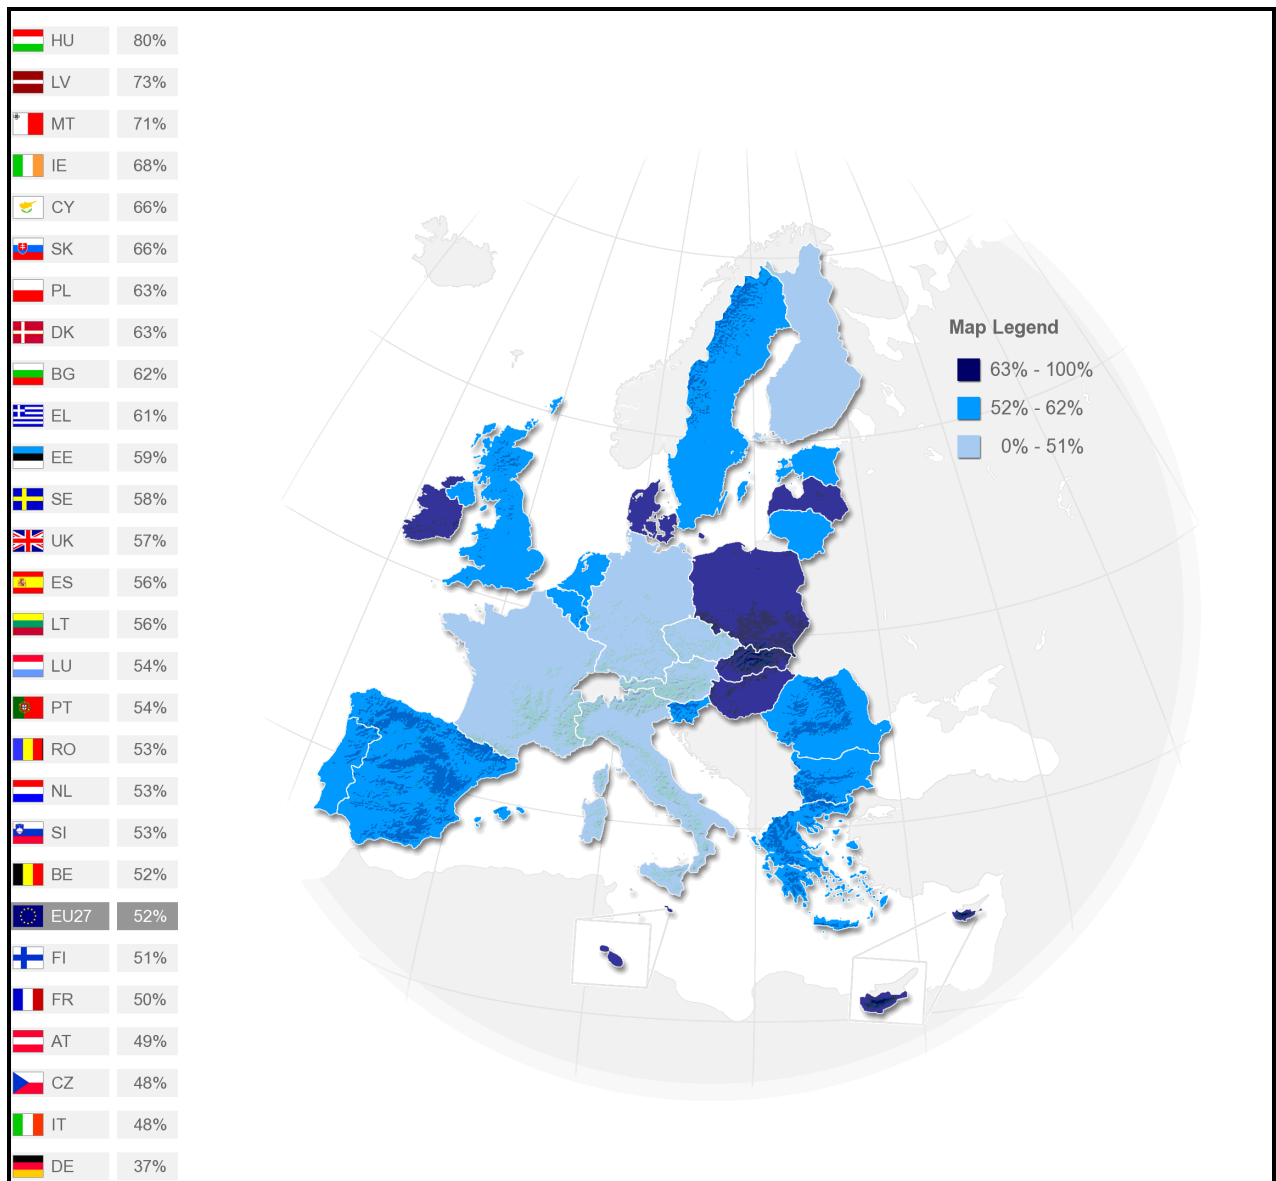 HU 80%
LV 73%
MT 71%
IE 68%
CY 66%
SK 66%
PL 63%
DK 63%
BG 62%
EL 61%
EE 59%
SE 58%
UK 57%
ES 56%
LT 56%
LU 54%
PT 54%
RO 53%
NL 53%
SI 53%
BE 52%
EU27 52%
FI 51%
FR 50%
AT 49%
CZ 48%
IT 48%
DE 37%
Map Legend
63% - 100%
52% - 62%
0% - 51%